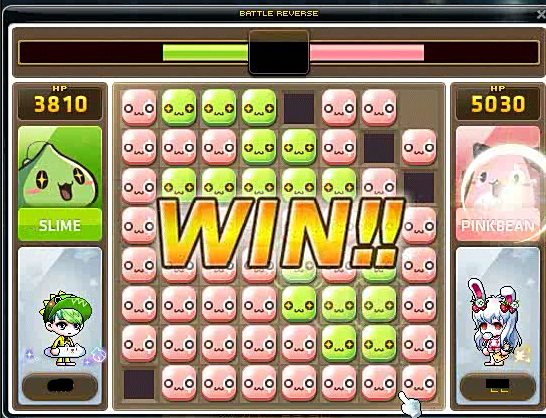 BATTLE REVERSE
HP
3810
HP
5030
SLIME
PINKBEAN
WIN!!